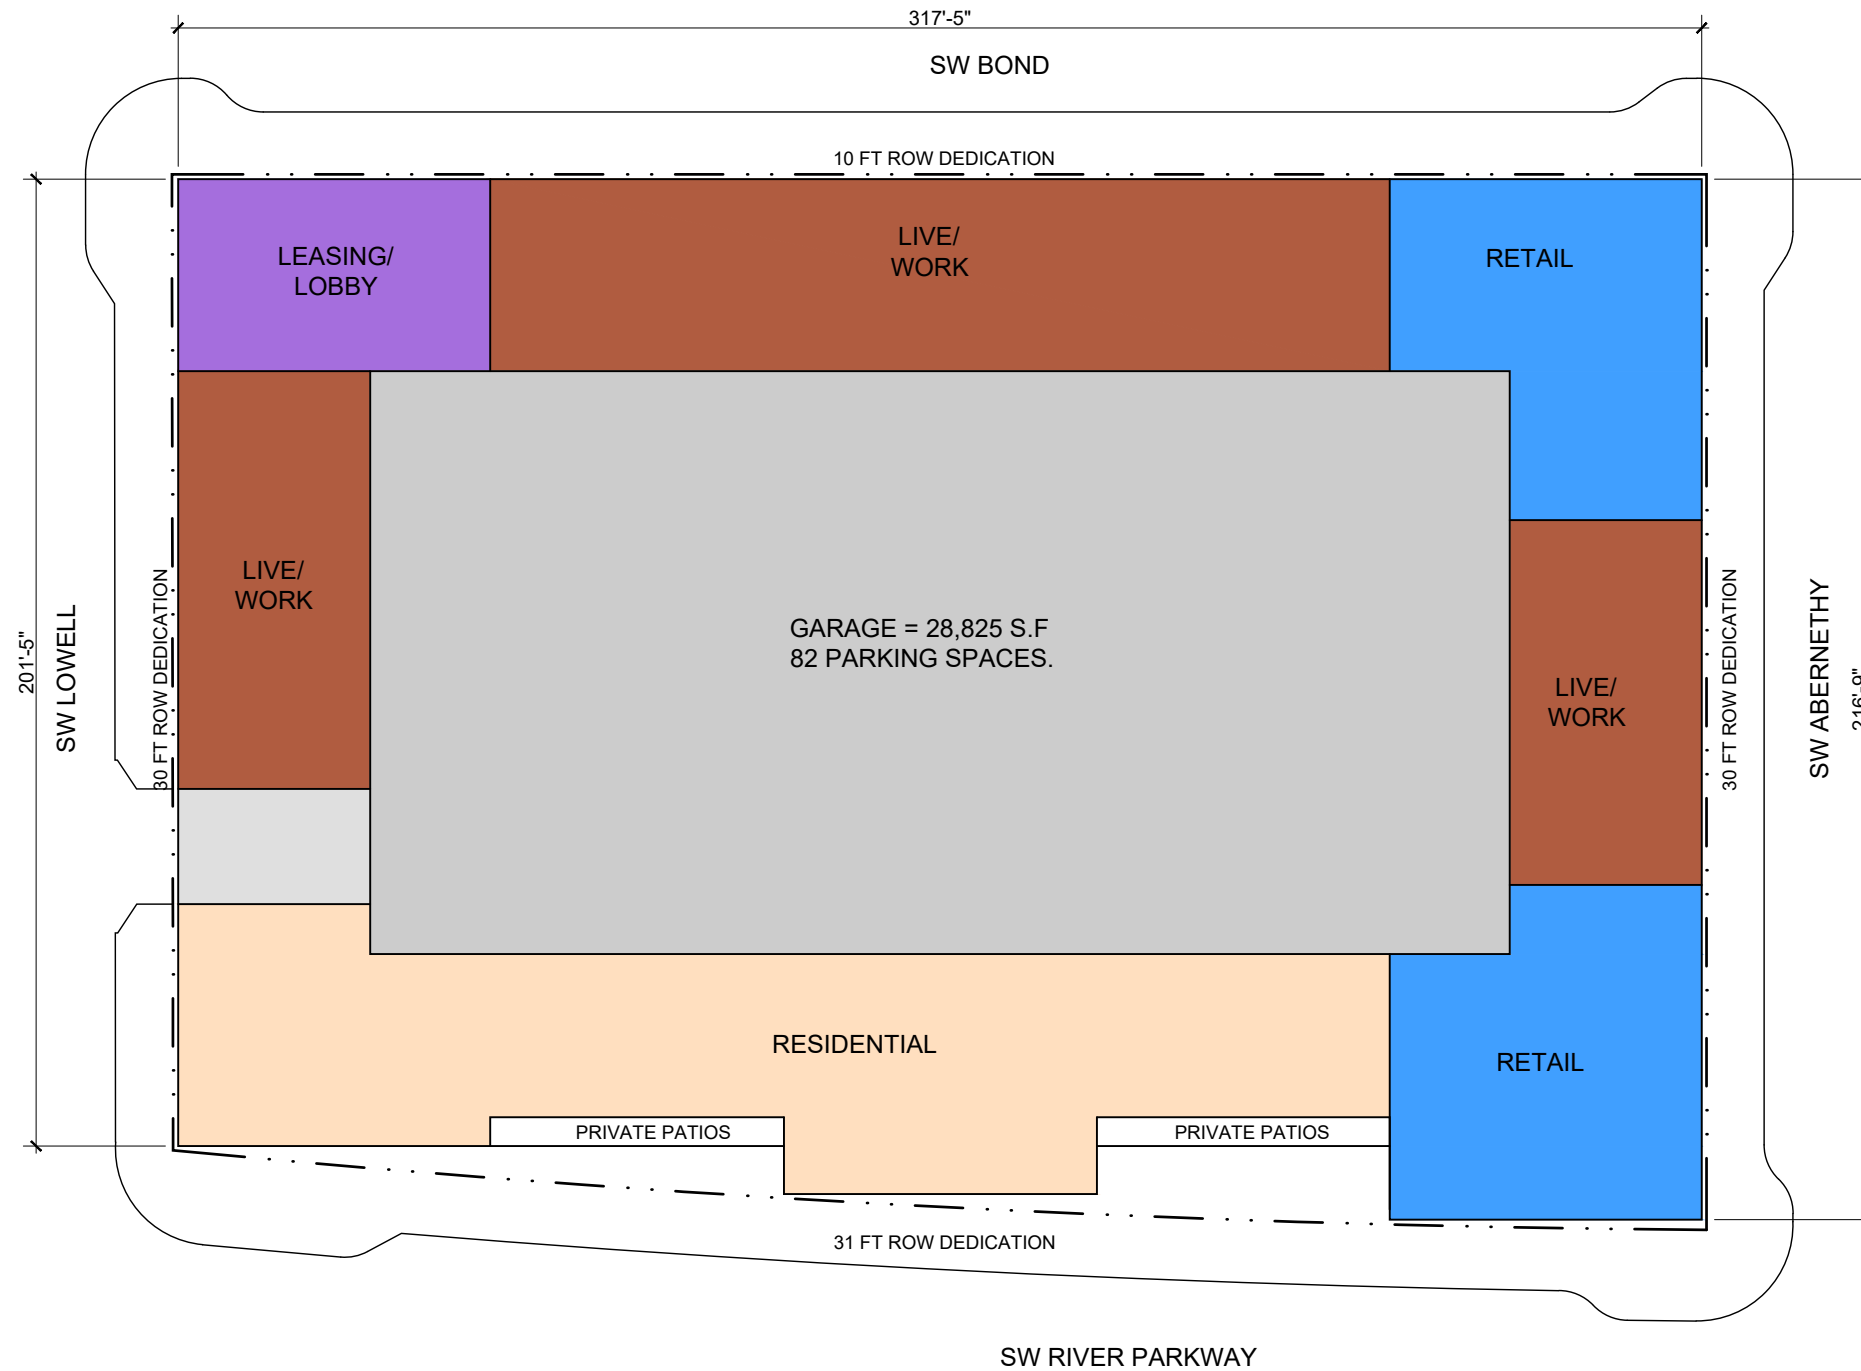 317'-5"
SW BOND
10 FT ROW DEDICATION
LEASING/
LOBBY
LIVE/
WORK
RETAIL
LIVE/
WORK
GARAGE = 28,825 S.F
82 PARKING SPACES.
LIVE/
WORK
201'-5"
SW LOWELL
30 FT ROW DEDICATION
30 FT ROW DEDICATION
SW ABERNETHY
216'-9"
RESIDENTIAL
RETAIL
PRIVATE PATIOS
PRIVATE PATIOS
31 FT ROW DEDICATION
SW RIVER PARKWAY